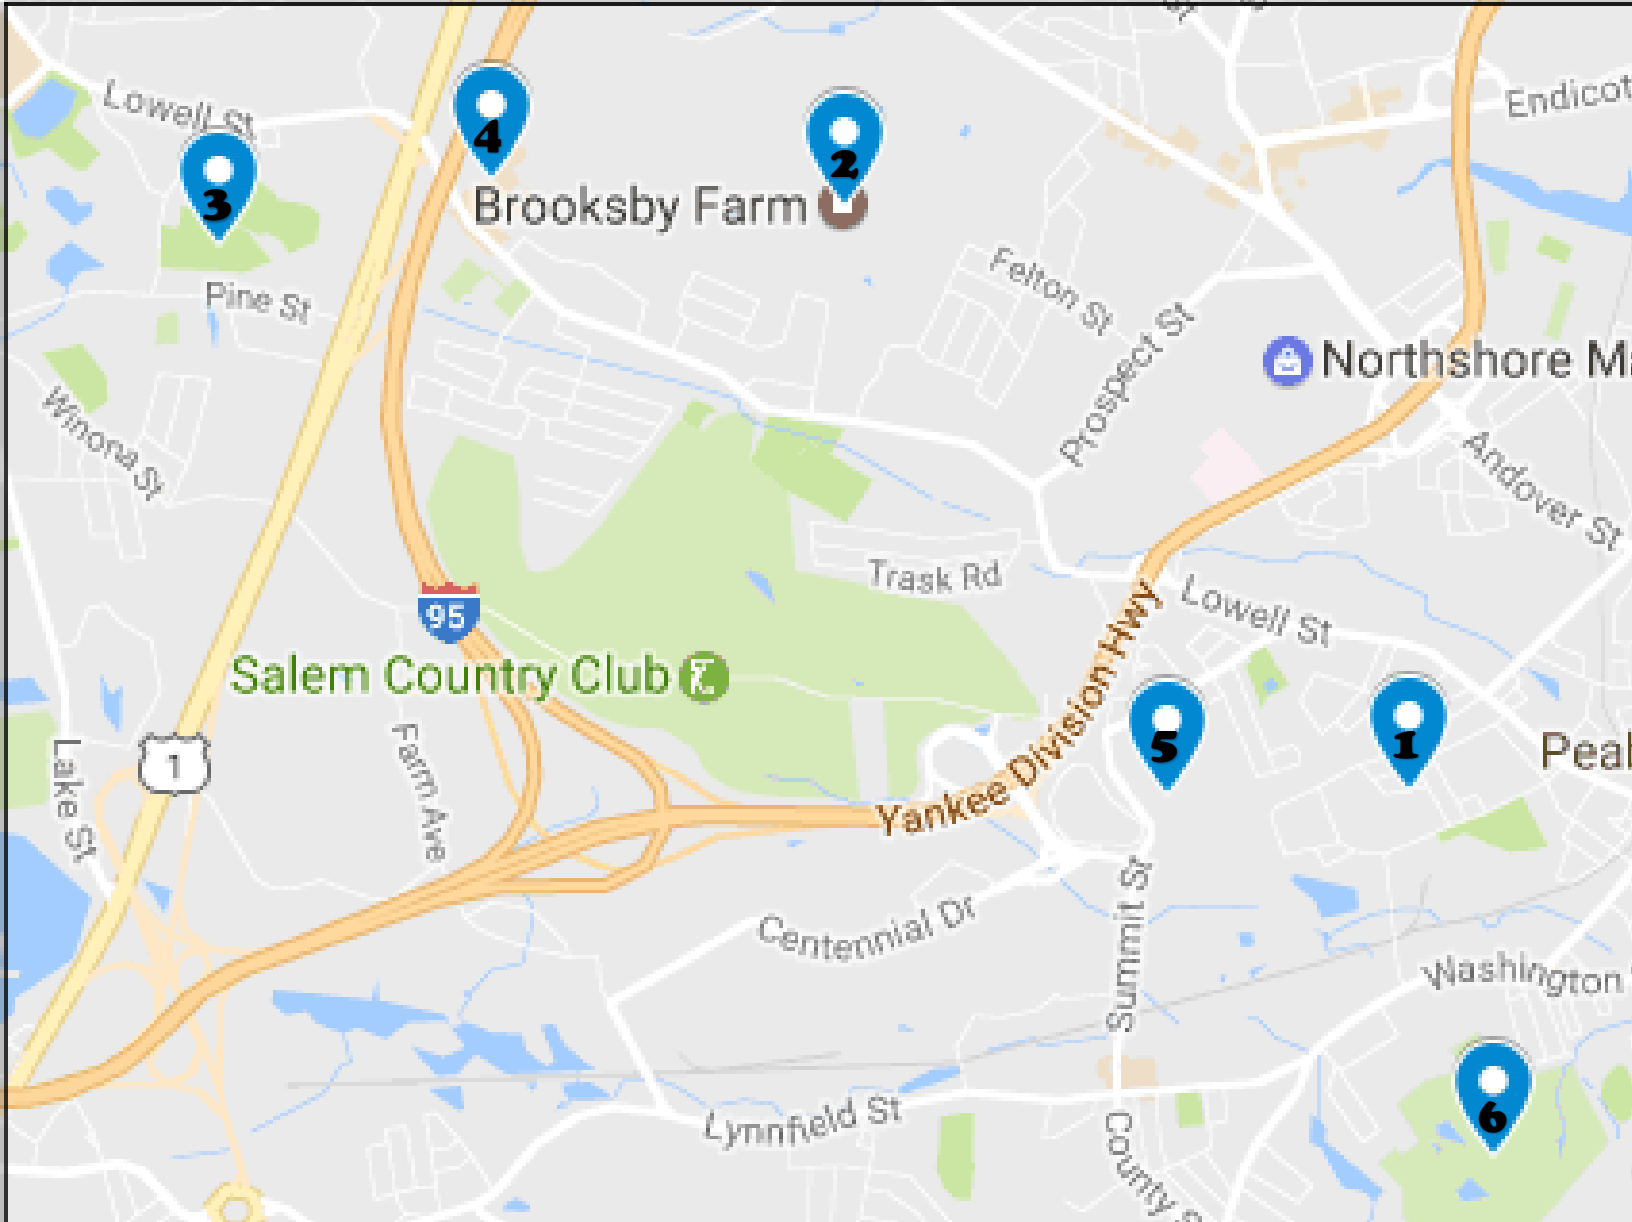 Endicot
Lowell St
4
2
3
Brooksby Farm
Felton St
Pine St
Prospect St
Northshore Ma
Winona St
Andover St
Trask Rd
95
Lowell St
Salem Country Club
5
1
Peab
1
Lake St
Farm Ave
Yankee Division Hwy
Centennial Dr
Summit St
Washington
6
Lynnfield St
County S